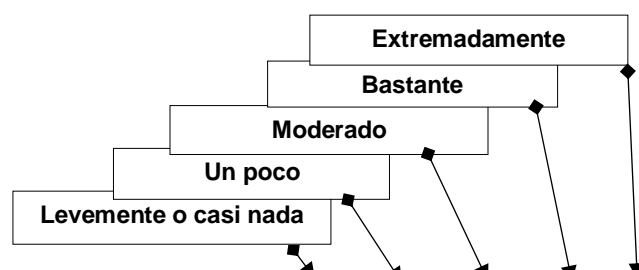 Extremadamente
Bastante
Moderado
Un poco
Levemente o casi nada